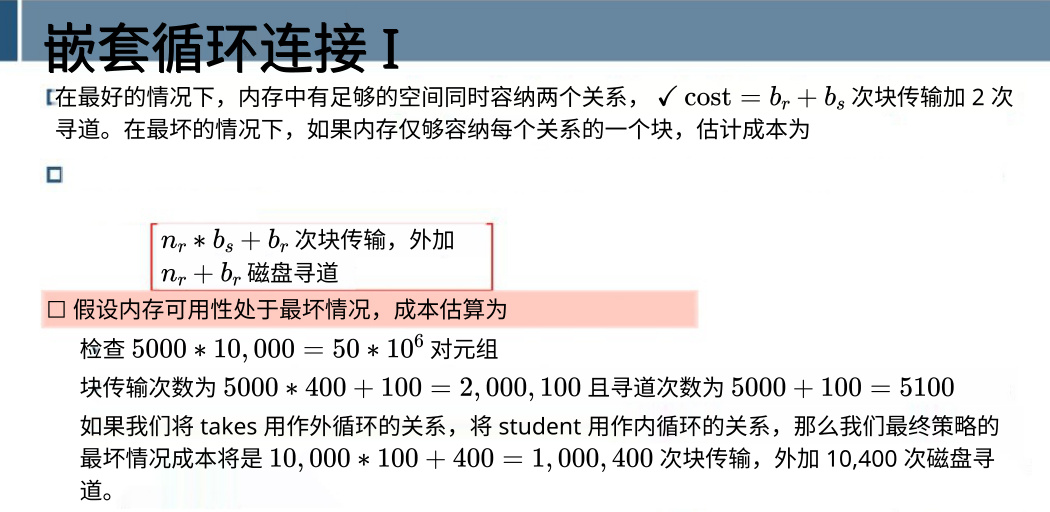 嵌套循环连接 I
在最好的情况下，内存中有足够的空间同时容纳两个关系， ✓ cost = b_r + b_s 次块传输加 2 次
寻道。在最坏的情况下，如果内存仅够容纳每个关系的一个块，估计成本为
n_r * b_s + b_r 次块传输，外加
n_r + b_r 磁盘寻道
☐ 假设内存可用性处于最坏情况，成本估算为
检查 5000 * 10,000 = 50 * 10^6 对元组
块传输次数为 5000 * 400 + 100 = 2,000,100 且寻道次数为 5000 + 100 = 5100
如果我们将 takes 用作外循环的关系，将 student 用作内循环的关系，那么我们最终策略的
最坏情况成本将是 10,000 * 100 + 400 = 1,000,400 次块传输，外加 10,400 次磁盘寻
道。